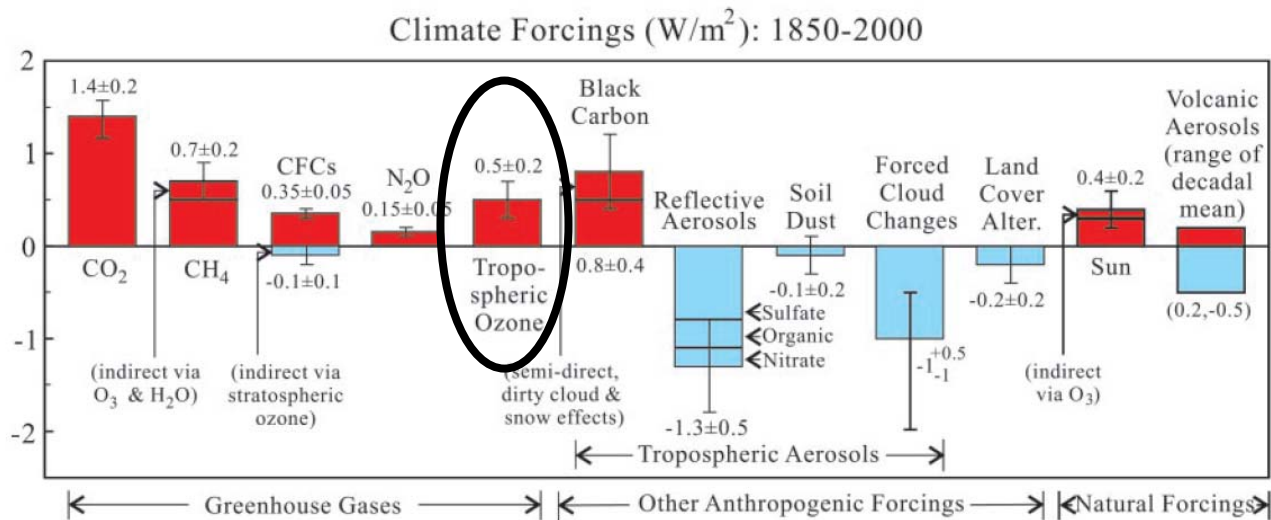 Climate Forcings (W/m²): 1850-2000
2
1
0
-1
-2
1.4±0.2
CO₂
0.7±0.2
CH₄
(indirect via
O₃ & H₂O)
CFCs
0.35±0.05
-0.1±0.1
(indirect via
stratospheric
ozone)
N₂O
0.15±0.05
0.5±0.2
Tropo-
spheric
Ozone
Black
Carbon
0.8±0.4
(semi-direct,
dirty cloud &
snow effects)
Reflective
Aerosols
Sulfate
Organic
Nitrate
-1.3±0.5
Soil
Dust
-0.1±0.2
Forced
Cloud
Changes
-1 +0.5 -1
Tropospheric Aerosols
Land
Cover
Alter.
-0.2±0.2
0.4±0.2
Sun
(indirect
via O₃)
Volcanic
Aerosols
(range of
decadal
mean)
(0.2,-0.5)
Greenhouse Gases
Other Anthropogenic Forcings
Natural Forcings